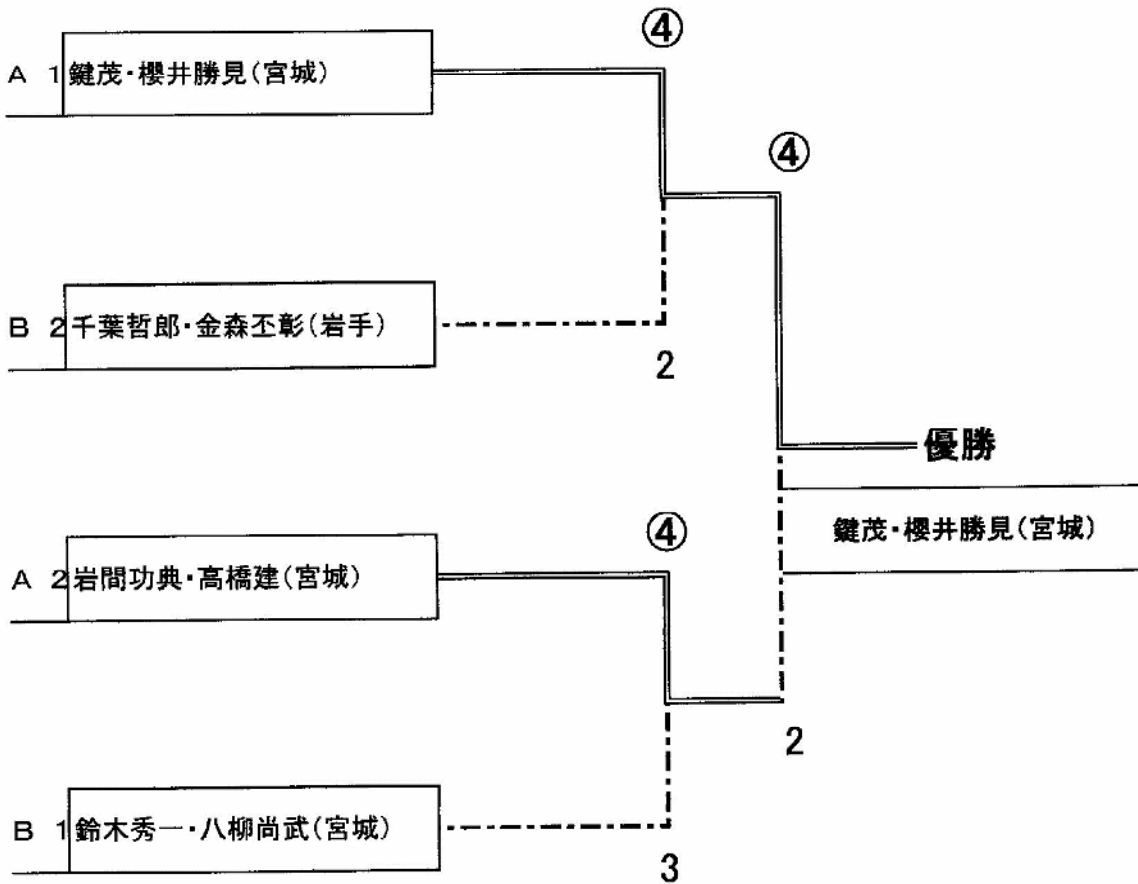 ④
A 1 鍵茂・櫻井勝見(宮城)
④
B 2 千葉哲郎・金森丕彰(岩手)
2
優勝
鍵茂・櫻井勝見(宮城)
④
A 2 岩間功典・高橋建(宮城)
2
B 1 鈴木秀一・八柳尚武(宮城)
3